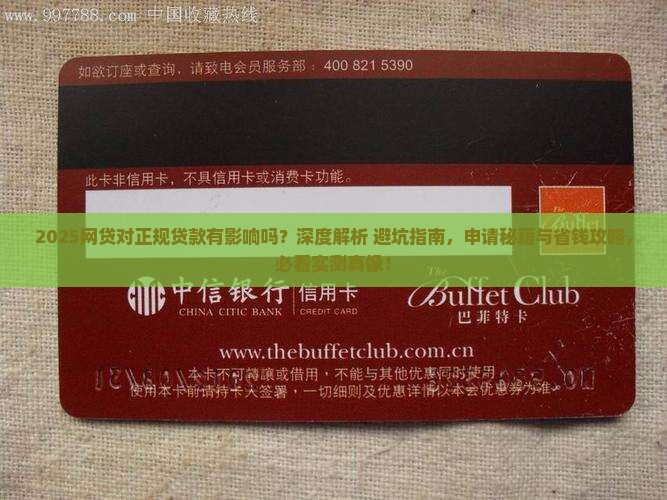 www.997788.com 中国收藏热线
如欲订座或查询，请致电会员服务部：400 821 5390
此卡非信用卡，不具信用卡或消费卡功能。
2025网贷对正规贷款有影响吗？深度解析 避坑指南，申请秘籍与省钱攻略，
必看实测真像！
中信银行 信用卡
CHINA CITIC BANK CREDIT CARD
The Buffet Club
巴菲特卡
www.thebuffetclub.com.cn
本卡不可轉讓或借用，不能与其他优惠同时使用，
使用本卡前请持卡人签署，一切细则及优惠详情以本会优惠券为准。